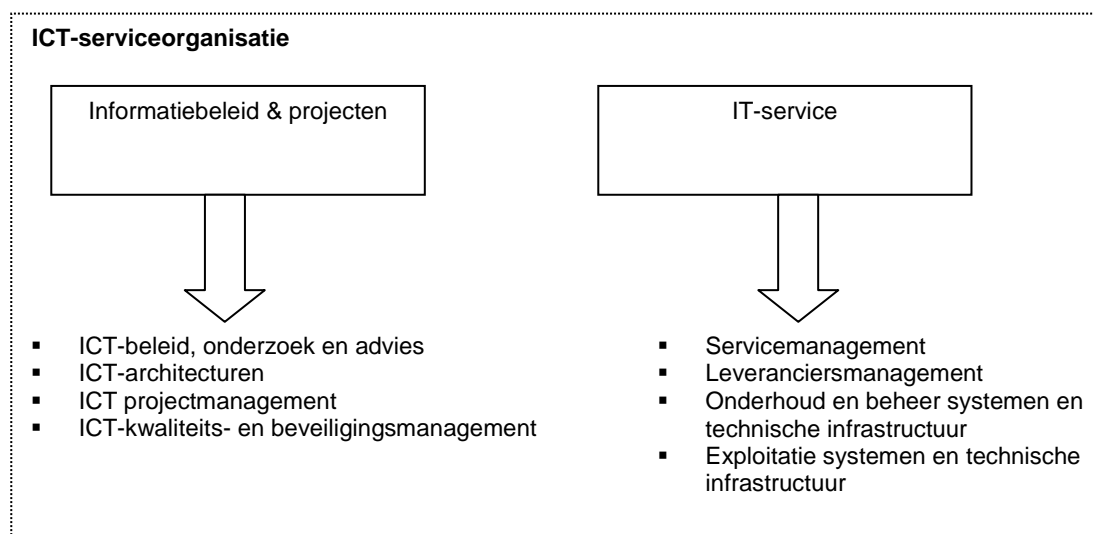 ICT-serviceorganisatie
Informatiebeleid & projecten
▪ ICT-beleid, onderzoek en advies
▪ ICT-architecturen
▪ ICT projectmanagement
▪ ICT-kwaliteits- en beveiligingsmanagement
IT-service
▪ Servicemanagement
▪ Leveranciersmanagement
▪ Onderhoud en beheer systemen en
technische infrastructuur
▪ Exploitatie systemen en technische
infrastructuur